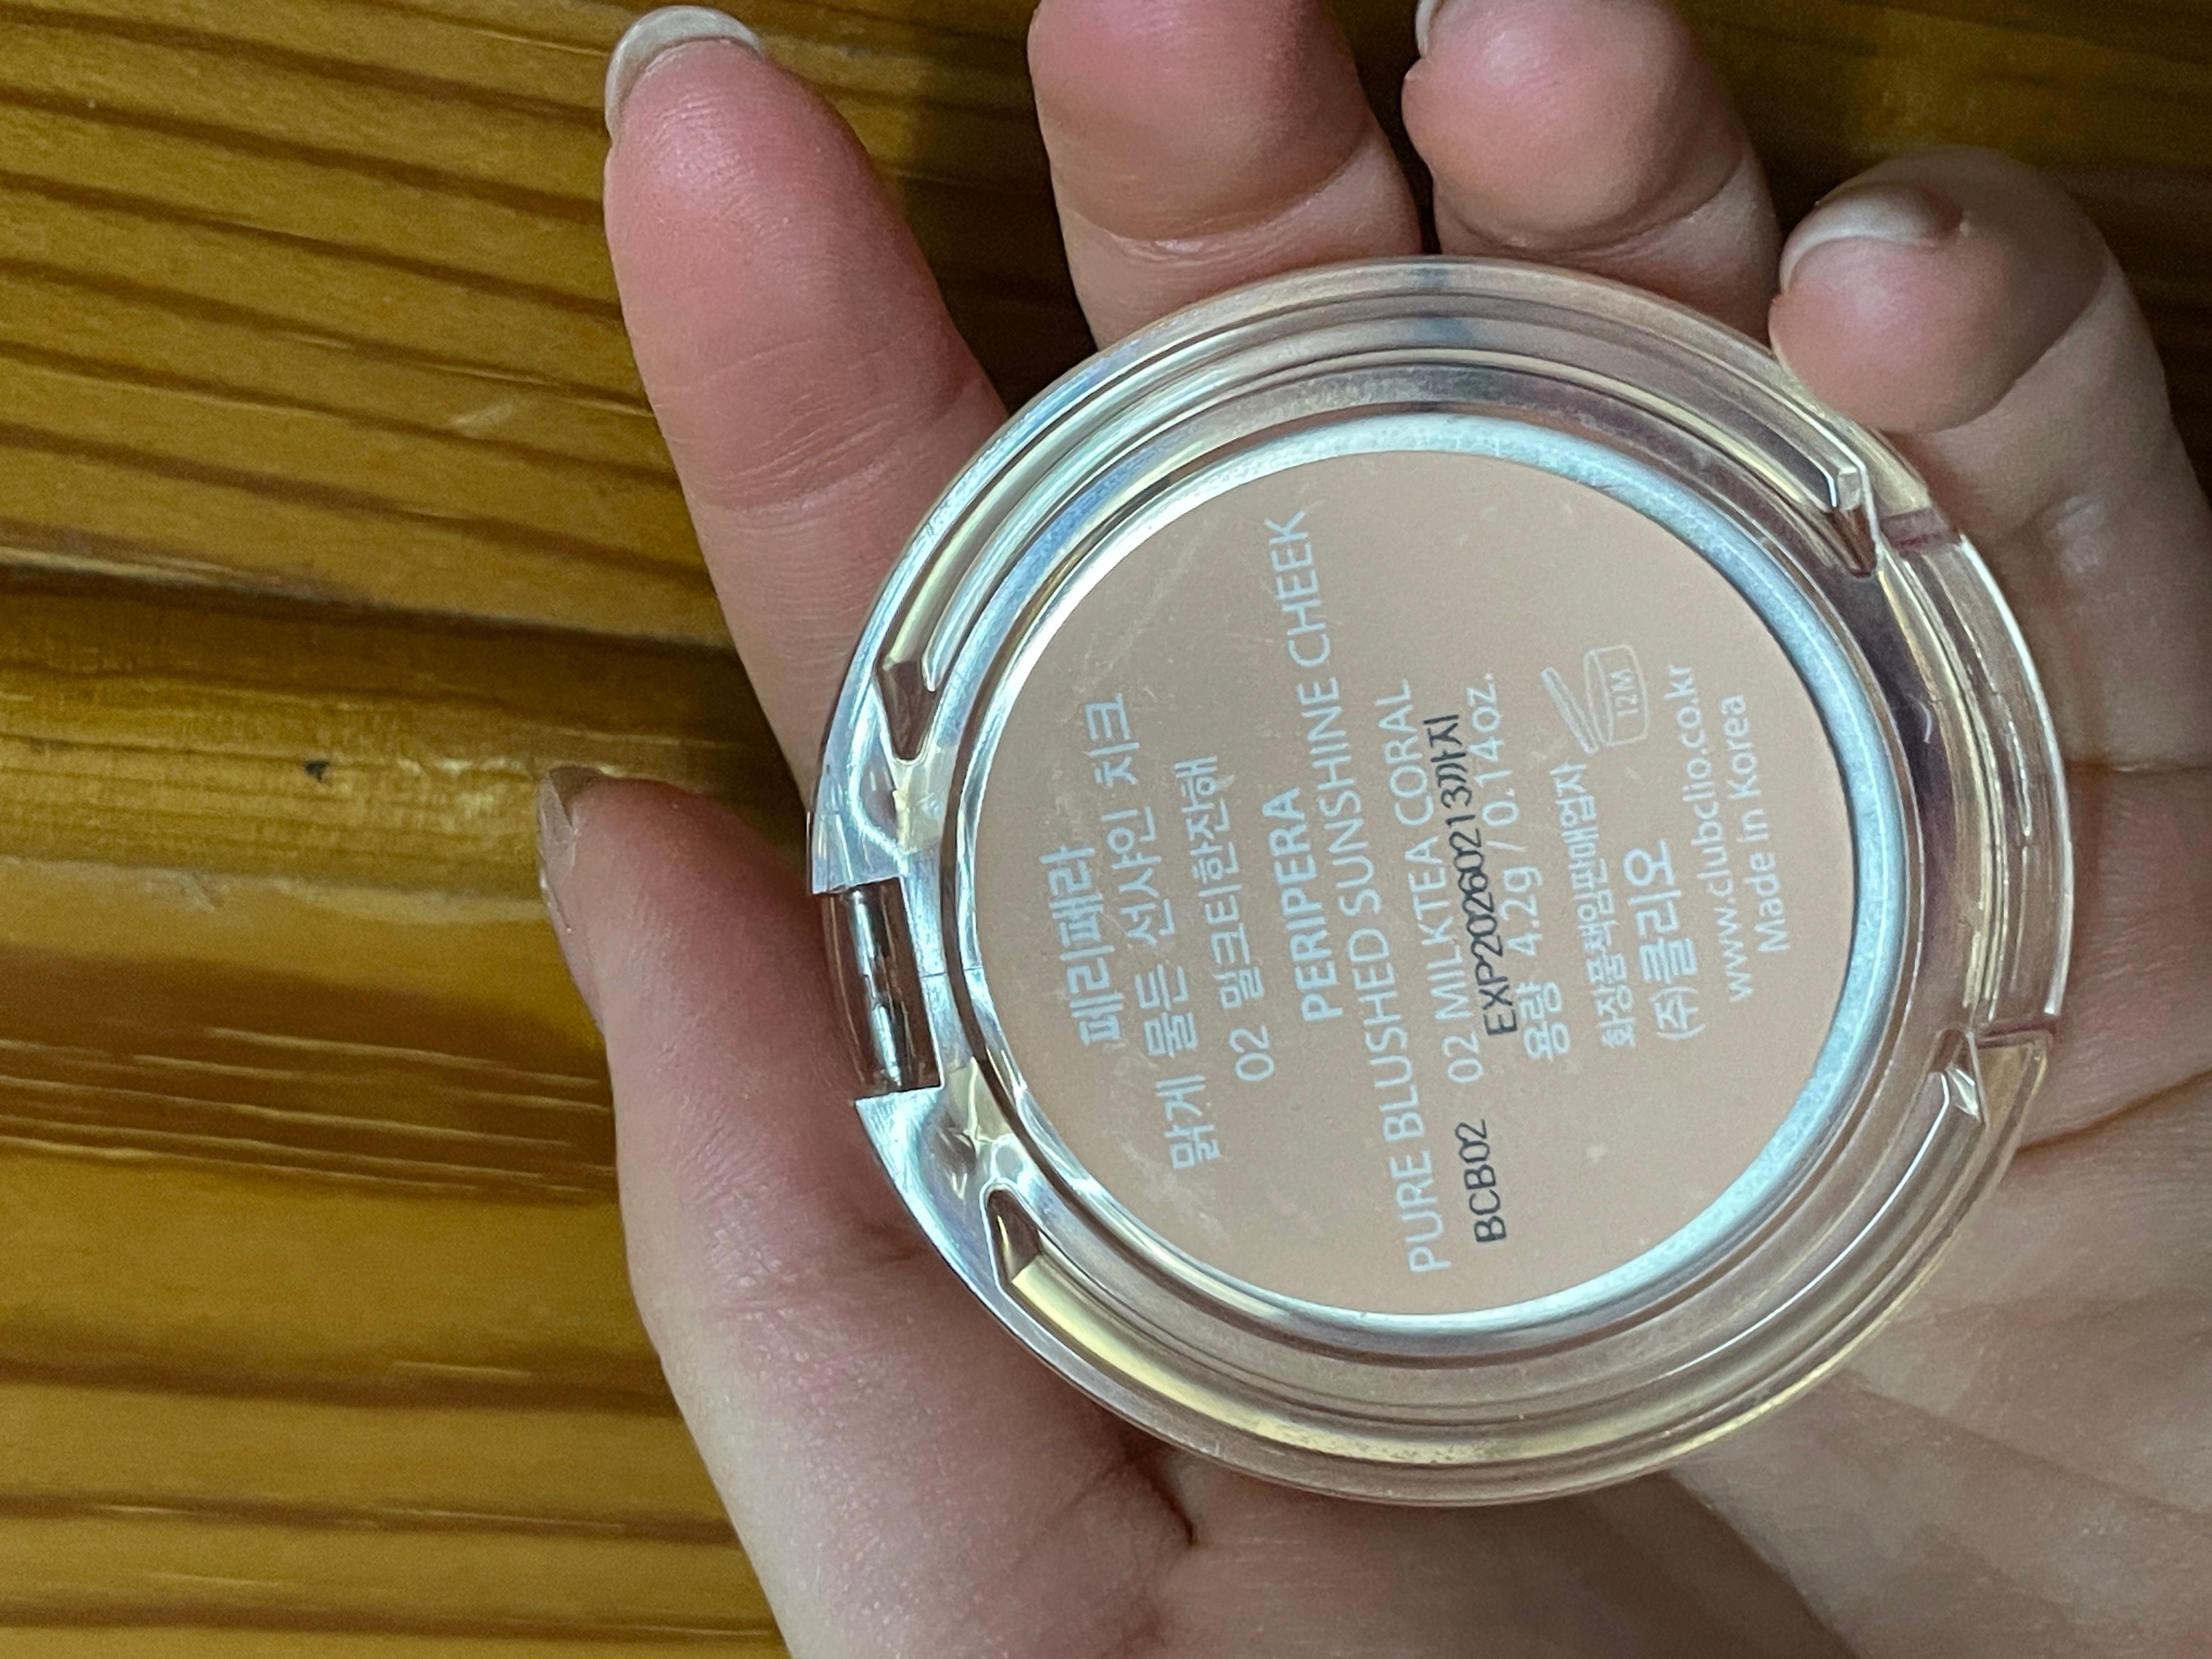 페리페라
맑게 물든 선샤인 치크
02 밀크티한잔해
PERIPERA
PURE BLUSHED SUNSHINE CHEEK
02 MILKTEA CORAL
BCB02 EXP20260213까지
용량 4.2g / 0.14oz.
화장품책임판매업자
(주)클리오
12M
www.clubclio.co.kr
Made in Korea